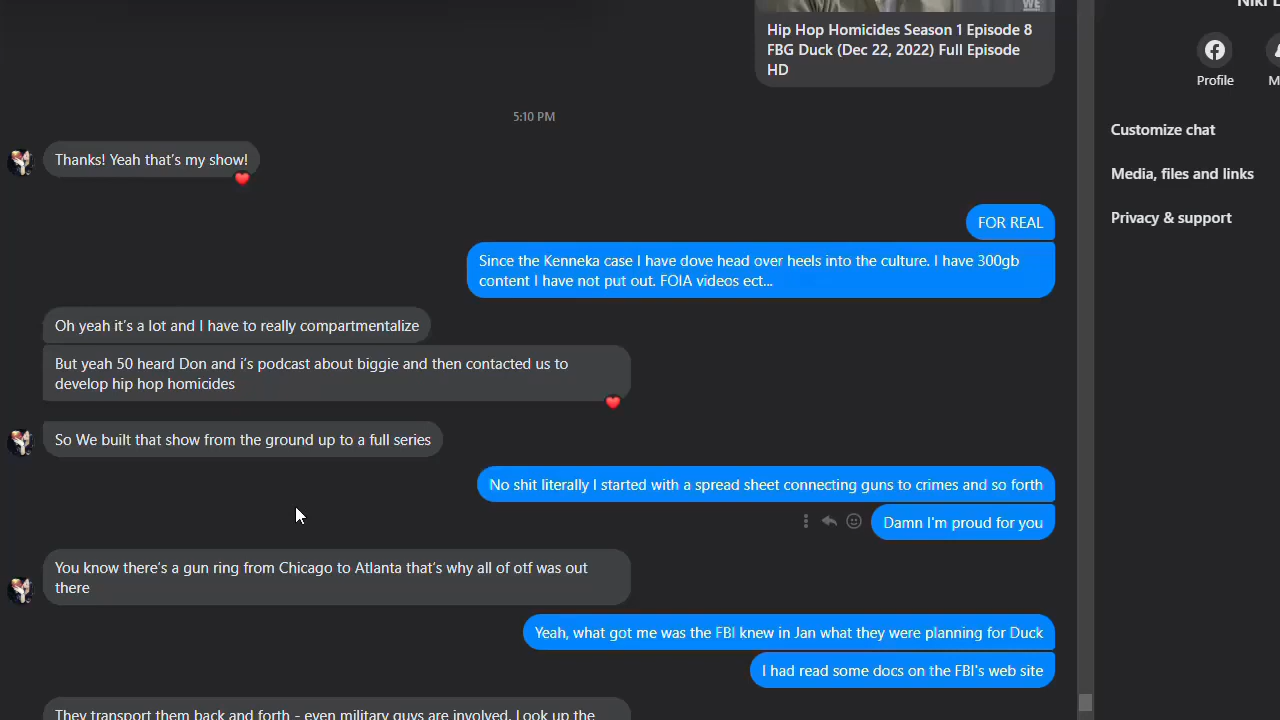 Niki
WE
Hip Hop Homicides Season 1 Episode 8
FBG Duck (Dec 22, 2022) Full Episode
HD
Profile
5:10 PM
Customize chat
Thanks! Yeah that's my show!
Media, files and links
Privacy & support
FOR REAL
Since the Kenneka case I have dove head over heels into the culture. I have 300gb
content I have not put out. FOIA videos ect...
Oh yeah it's a lot and I have to really compartmentalize
But yeah 50 heard Don and i's podcast about biggie and then contacted us to
develop hip hop homicides
So We built that show from the ground up to a full series
No shit literally I started with a spread sheet connecting guns to crimes and so forth
Damn I'm proud for you
You know there's a gun ring from Chicago to Atlanta that's why all of otf was out
there
Yeah, what got me was the FBI knew in Jan what they were planning for Duck
I had read some docs on the FBI's web site
They transport them back and forth - even military guys are involved. Look up the